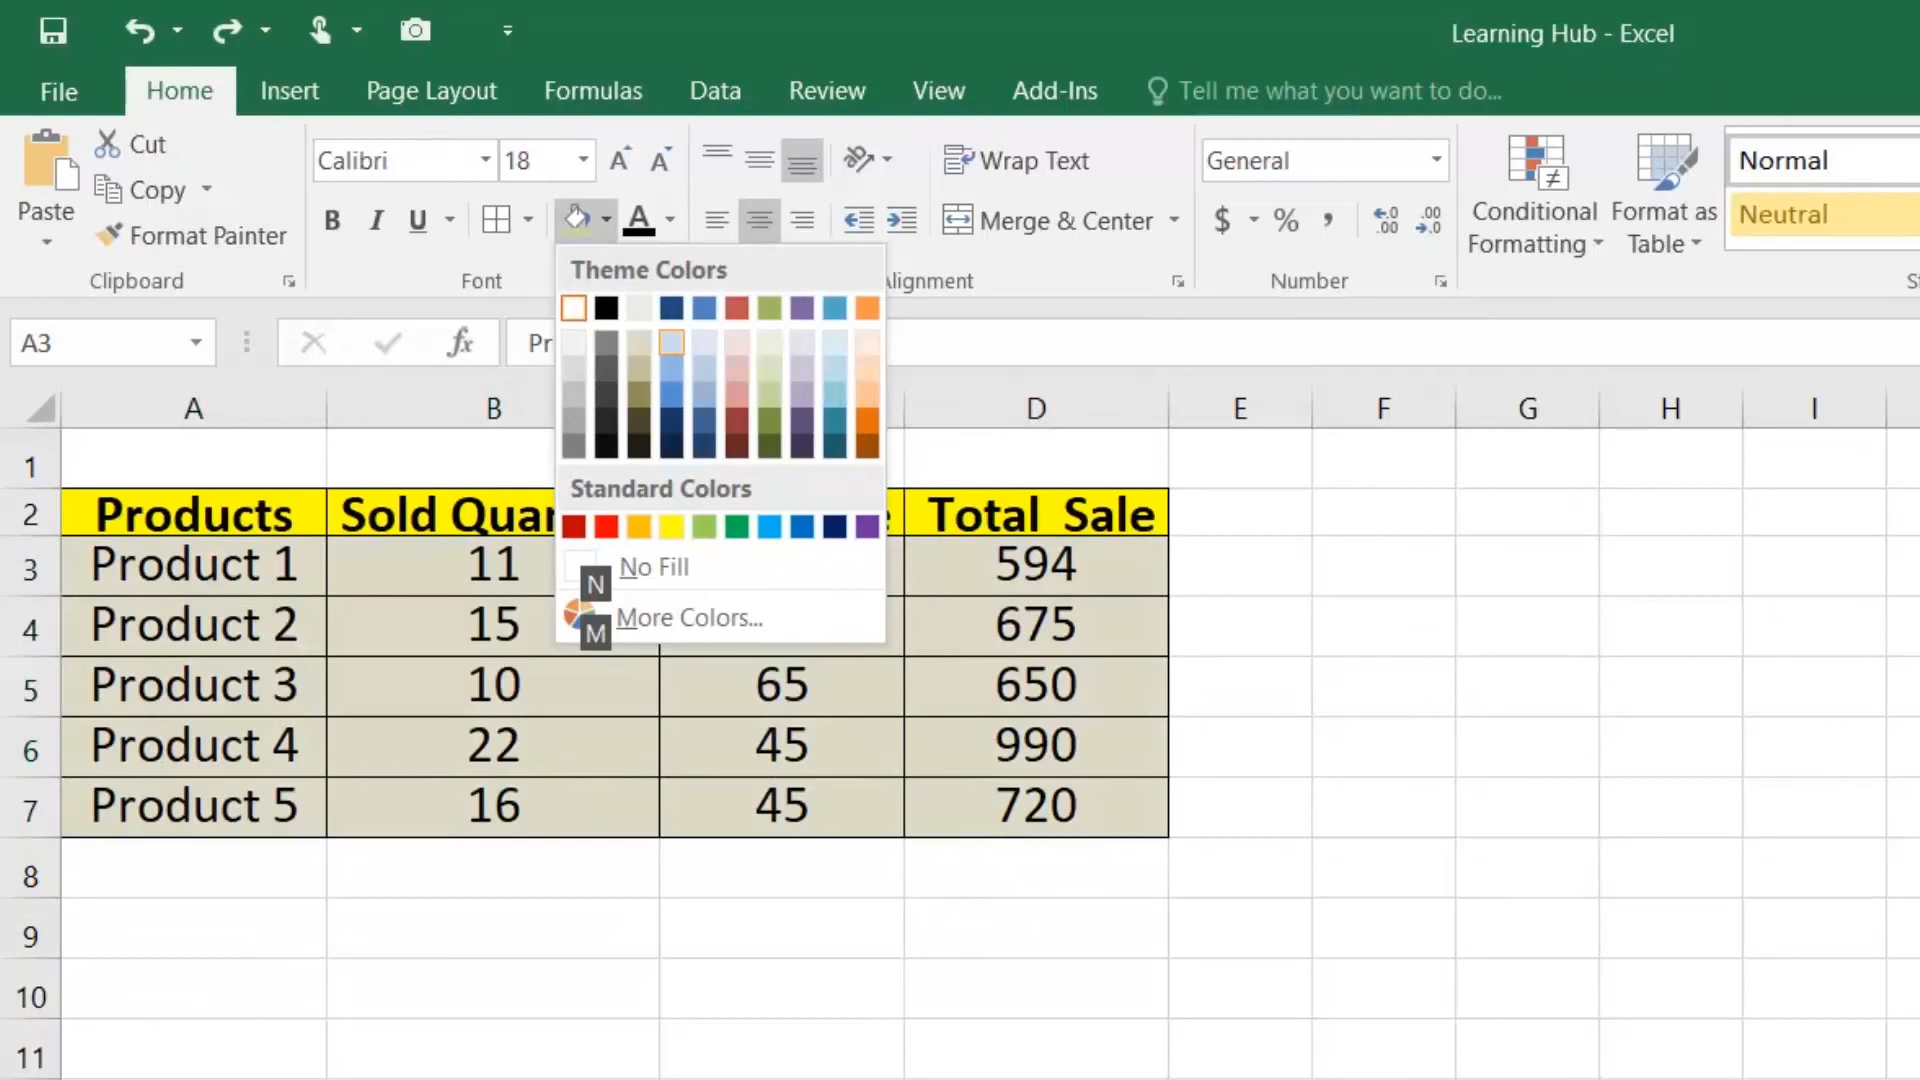 Learning Hub - Excel
File Home Insert Page Layout Formulas Data Review View Add-Ins Tell me what you want to do...
Paste
Cut
Copy
Format Painter
Clipboard
Calibri 18
B I U A
Font
Wrap Text
Merge & Center
Alignment
General
$ % ,
Number
Conditional Formatting
Format as Table
Normal
Neutral
A3 fx Pr
Theme Colors
Standard Colors
No Fill
N
More Colors...
M
A B D E F G H I
1
2 Products Sold Quan Total Sale
3 Product 1 11 594
4 Product 2 15 675
5 Product 3 10 65 650
6 Product 4 22 45 990
7 Product 5 16 45 720
8
9
10
11